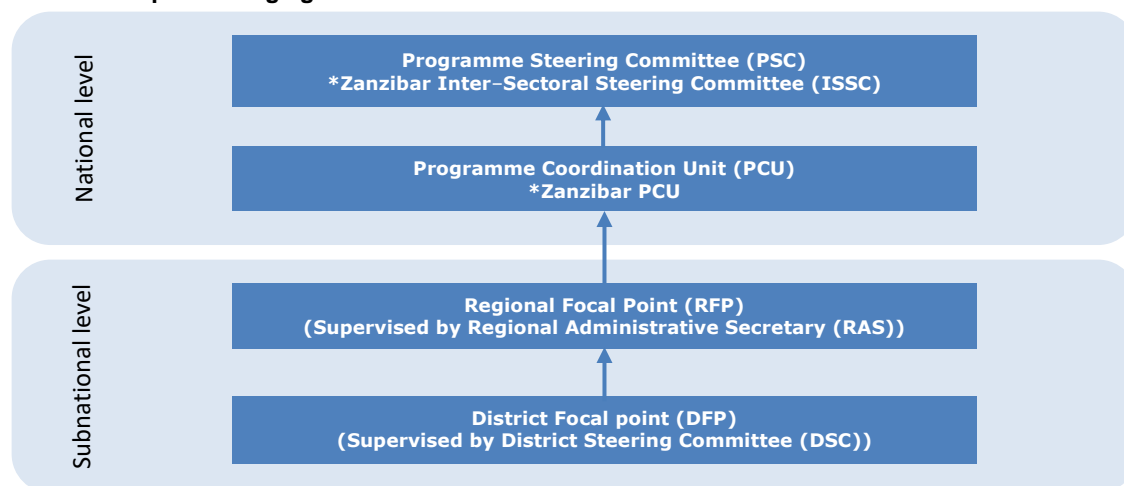 National level
Programme Steering Committee (PSC)
*Zanzibar Inter–Sectoral Steering Committee (ISSC)
Programme Coordination Unit (PCU)
*Zanzibar PCU
Subnational level
Regional Focal Point (RFP)
(Supervised by Regional Administrative Secretary (RAS))
District Focal point (DFP)
(Supervised by District Steering Committee (DSC))